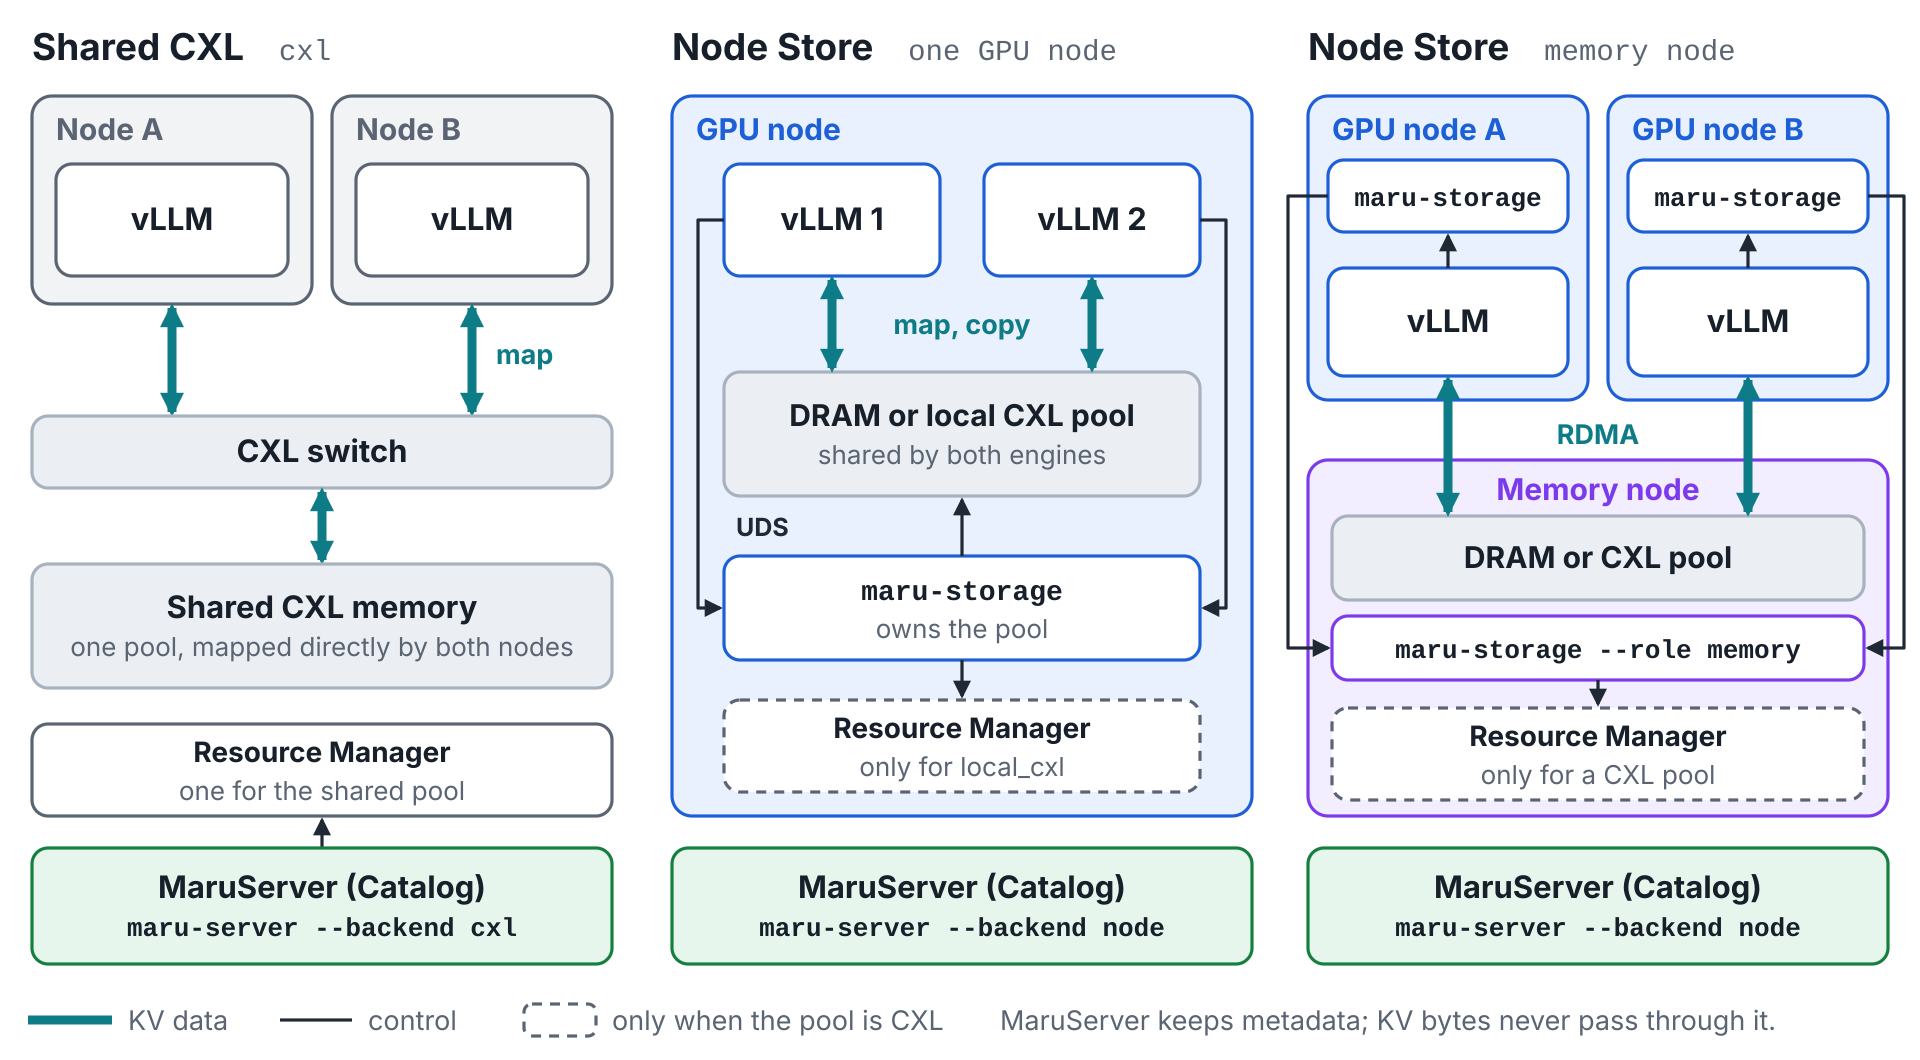 Shared CXL cxl
Node A
vLLM
Node B
vLLM
map
CXL switch
Shared CXL memory
one pool, mapped directly by both nodes
Resource Manager
one for the shared pool
MaruServer (Catalog)
maru-server --backend cxl
Node Store one GPU node
GPU node
vLLM 1
vLLM 2
map, copy
DRAM or local CXL pool
shared by both engines
UDS
maru-storage
owns the pool
Resource Manager
only for local_cxl
MaruServer (Catalog)
maru-server --backend node
Node Store memory node
GPU node A
maru-storage
vLLM
GPU node B
maru-storage
vLLM
RDMA
Memory node
DRAM or CXL pool
maru-storage --role memory
Resource Manager
only for a CXL pool
MaruServer (Catalog)
maru-server --backend node
KV data
control
only when the pool is CXL
MaruServer keeps metadata; KV bytes never pass through it.